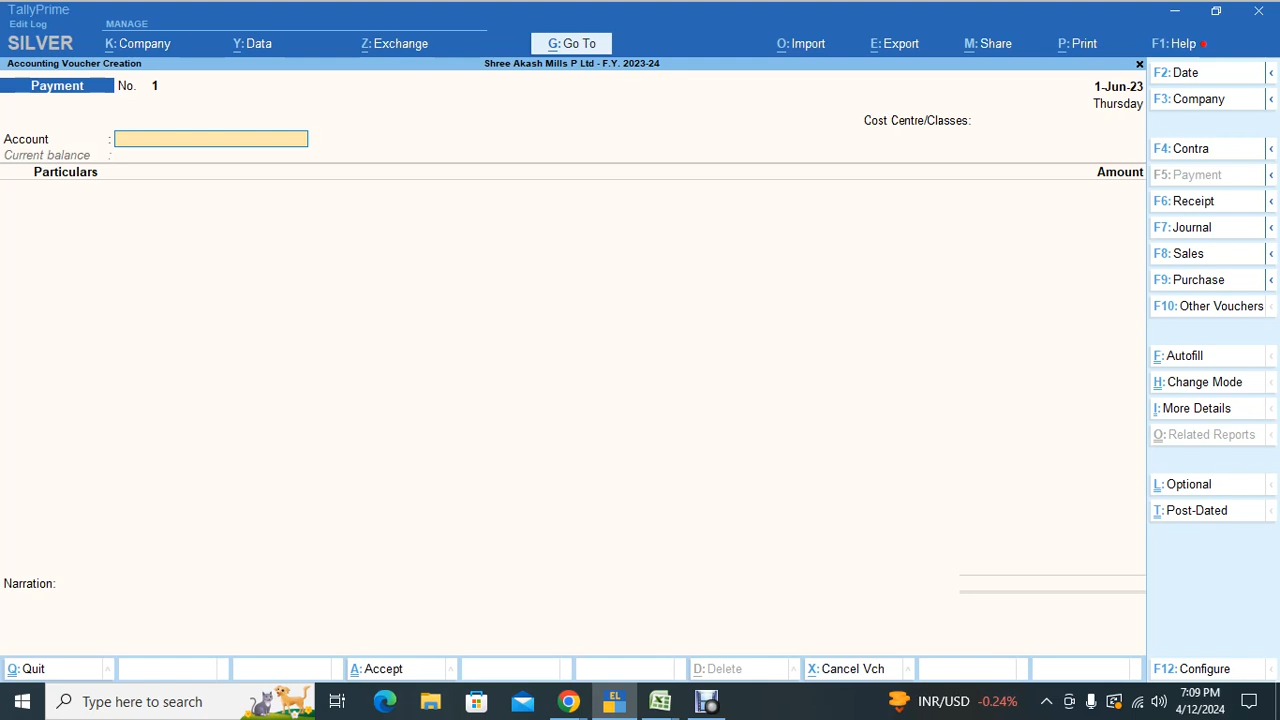 TallyPrime
Edit Log
SILVER
MANAGE
K: Company
Y: Data
Z: Exchange
G: Go To
O: Import
E: Export
M: Share
P: Print
F1: Help
Accounting Voucher Creation
Shree Akash Mills P Ltd - F.Y. 2023-24
Payment No. 1
1-Jun-23
Thursday
Cost Centre/Classes:
Account :
Current balance :
Particulars
Amount
Narration:
F2: Date
F3: Company
F4: Contra
F5: Payment
F6: Receipt
F7: Journal
F8: Sales
F9: Purchase
F10: Other Vouchers
F: Autofill
H: Change Mode
I: More Details
O: Related Reports
L: Optional
T: Post-Dated
Q: Quit
A: Accept
D: Delete
X: Cancel Vch
F12: Configure
Type here to search
EL
INR/USD -0.24%
7:09 PM
4/12/2024